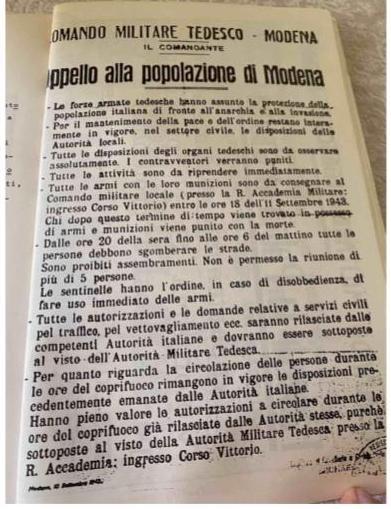 COMANDO MILITARE TEDESCO - MODENA
IL COMANDANTE
Appello alla popolazione di Modena
- Le forze armate tedesche hanno assunto la protezione della
popolazione italiana di fronte all'anarchia e alla invasione.
- Per il mantenimento della pace e dell'ordine restano intera-
mente in vigore, nel settore civile, le disposizioni delle
Autorità locali.
- Tutte le disposizioni degli organi tedeschi sono da osservare
assolutamente. I contravventori verranno puniti.
- Tutte le attività sono da riprendere immediatamente.
- Tutte le armi con le loro munizioni sono da consegnare al
Comando militare locale (presso la R. Accademia Militare:
ingresso Corso Vittorio) entro le ore 18 dell'11 Settembre 1943.
Chi dopo questo termine di tempo viene trovato in possesso
di armi e munizioni viene punito con la morte.
- Dalle ore 20 della sera fino alle ore 6 del mattino tutte le
persone debbono sgomberare le strade.
Sono proibiti assembramenti. Non è permesso la riunione di
più di 5 persone.
Le sentinelle hanno l'ordine, in caso di disobbedienza, di
fare uso immediato delle armi.
- Tutte le autorizzazioni e le domande relative a servizi civili
pel traffico, pel vettovagliamento ecc. saranno rilasciate dalle
competenti Autorità italiane e dovranno essere sottoposte
al visto dell'Autorità Militare Tedesca.
- Per quanto riguarda la circolazione delle persone durante
le ore del coprifuoco rimangono in vigore le disposizioni pre-
cedentemente emanate dalle Autorità italiane.
Hanno pieno valore le autorizzazioni a circolare durante le
ore del coprifuoco già rilasciate dalle Autorità stesse, purchè
sottoposte al visto della Autorità Militare Tedesca presso la
R. Accademia; ingresso Corso Vittorio.
Modena, 10 Settembre 1943.